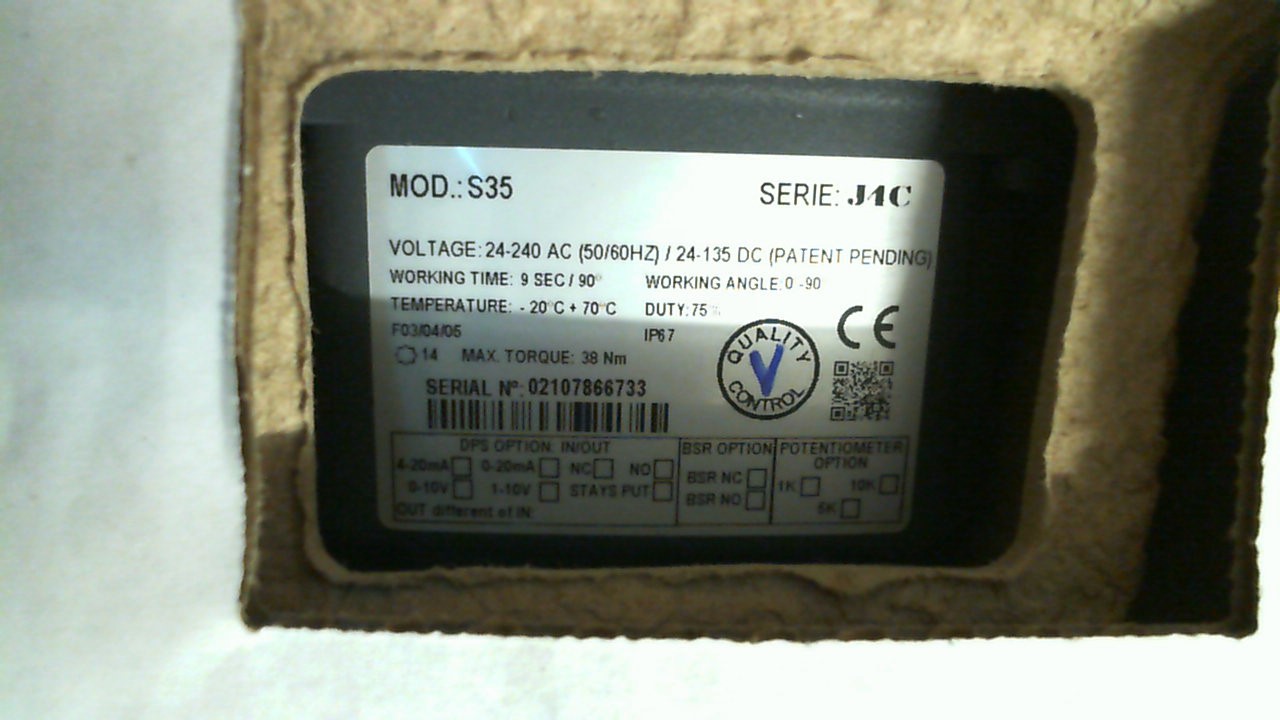 MOD.: S35
SERIE: J4C
VOLTAGE: 24-240 AC (50/60HZ) / 24-135 DC (PATENT PENDING)
WORKING TIME: 9 SEC / 90º WORKING ANGLE: 0 -90
TEMPERATURE: - 20ºC + 70ºC DUTY: 75%
F03/04/05 IP67
14 MAX. TORQUE: 38 Nm
SERIAL Nº: 02107866733
CE
QUALITY
V
CONTROL
DPS OPTION: IN/OUT
4-20mA 0-20mA NC NO
0-10V 1-10V STAYS PUT
OUT different of IN:
BSR OPTION
BSR NC
BSR NO
POTENTIOMETER
OPTION
1K 10K
5K